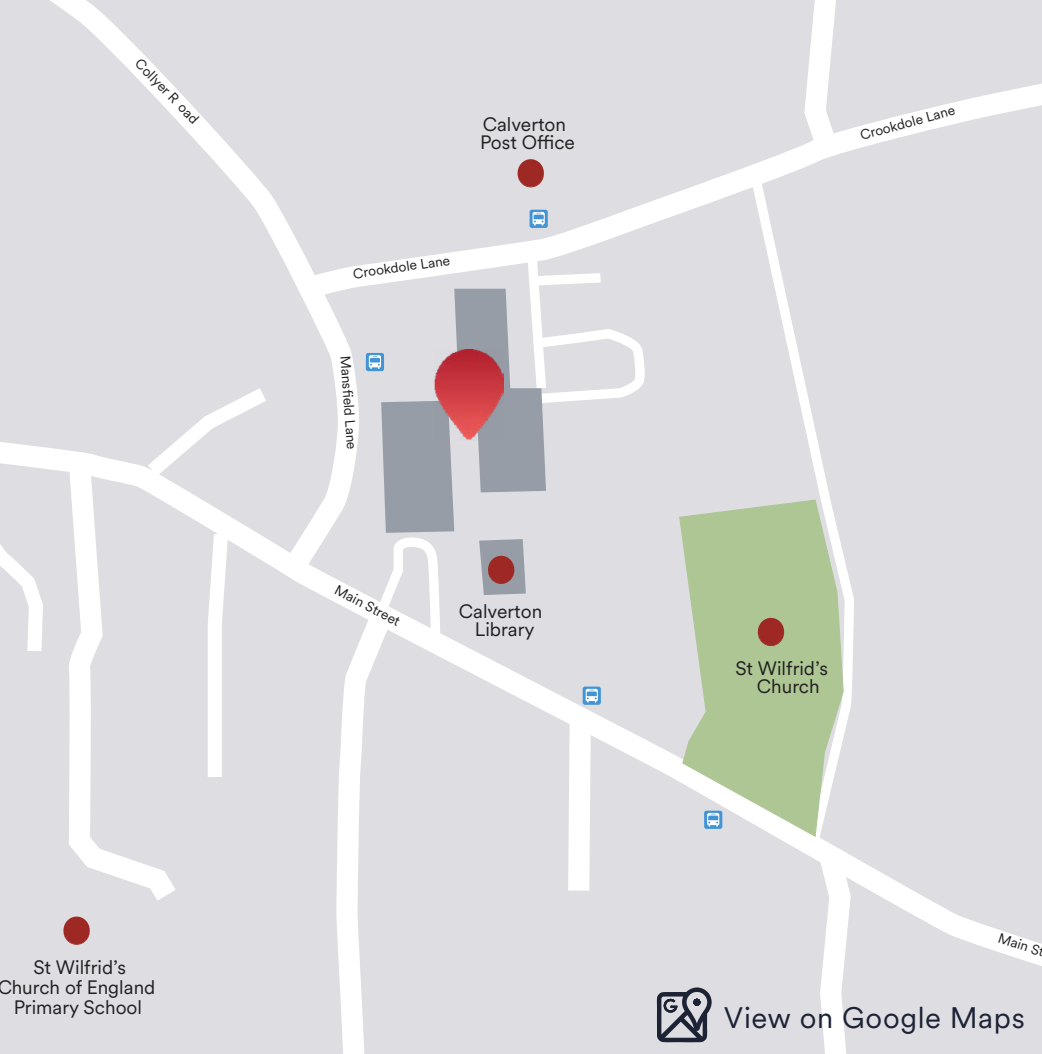 Collyer R oad
Calverton
Post Office
Crookdole Lane
Crookdole Lane
Mansfield Lane
Main Street
Calverton
Library
St Wilfrid's
Church
Main St
St Wilfrid's
Church of England
Primary School
G
View on Google Maps